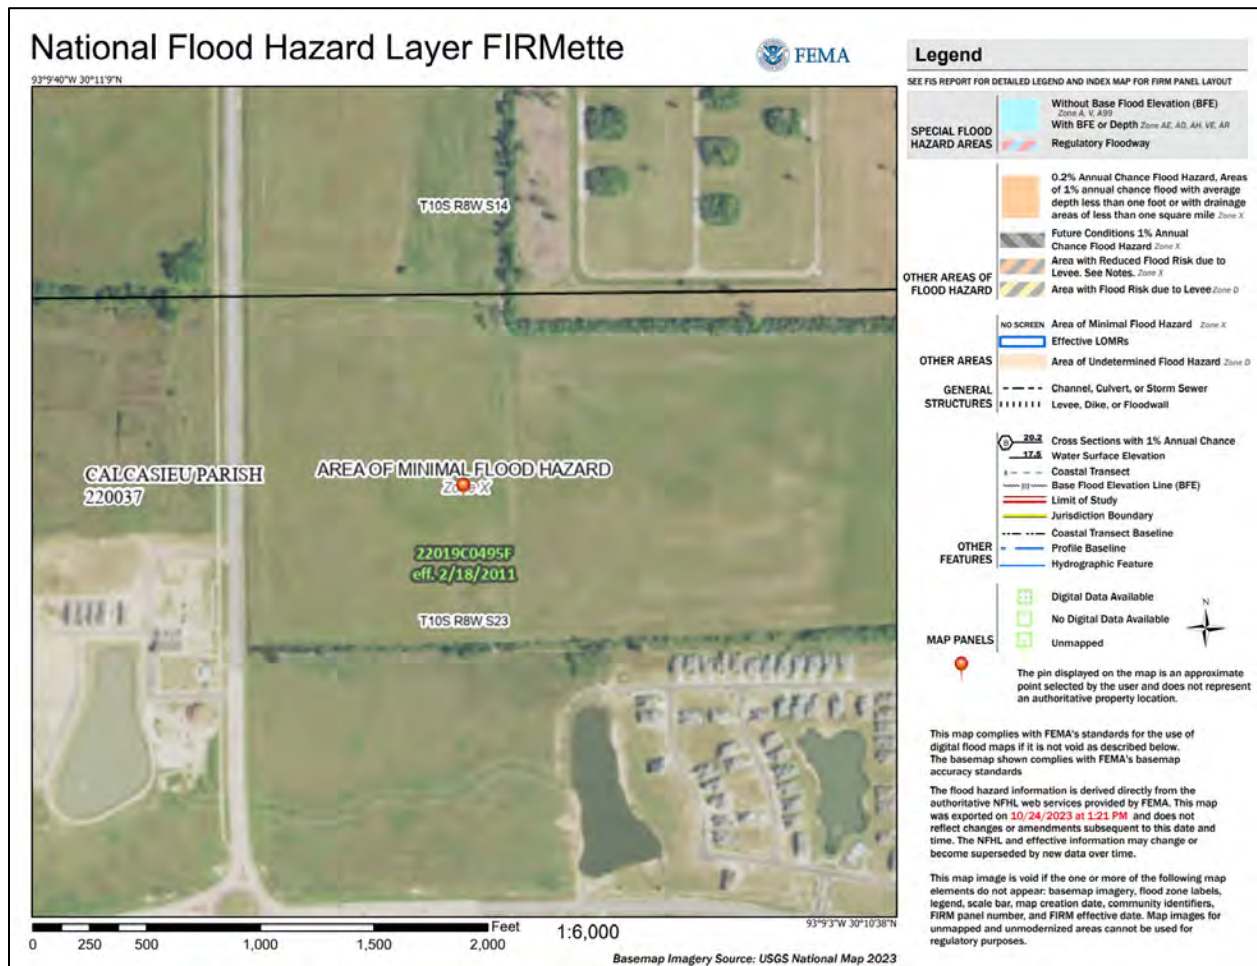 National Flood Hazard Layer FIRMette
FEMA
93°9'40"W 30°11'9"N
T10S R8W S14
CALCASIEU PARISH
220037
AREA OF MINIMAL FLOOD HAZARD
Zone X
22019C0495F
eff. 2/18/2011
T10S R8W S23
93°9'3"W 30°10'38"N
Feet
1:6,000
0
250
500
1,000
1,500
2,000
Basemap Imagery Source: USGS National Map 2023
Legend
SEE FIS REPORT FOR DETAILED LEGEND AND INDEX MAP FOR FIRM PANEL LAYOUT
SPECIAL FLOOD
HAZARD AREAS
Without Base Flood Elevation (BFE)
Zone A, V, A99
With BFE or Depth Zone AE, AO, AH, VE, AR
Regulatory Floodway
OTHER AREAS OF
FLOOD HAZARD
0.2% Annual Chance Flood Hazard, Areas
of 1% annual chance flood with average
depth less than one foot or with drainage
areas of less than one square mile Zone X
Future Conditions 1% Annual
Chance Flood Hazard Zone X
Area with Reduced Flood Risk due to
Levee. See Notes. Zone X
Area with Flood Risk due to Levee Zone D
OTHER AREAS
NO SCREEN Area of Minimal Flood Hazard Zone X
Effective LOMRs
Area of Undetermined Flood Hazard Zone D
GENERAL
STRUCTURES
Channel, Culvert, or Storm Sewer
Levee, Dike, or Floodwall
OTHER
FEATURES
B 20.2 Cross Sections with 1% Annual Chance
17.5 Water Surface Elevation
8 Coastal Transect
513 Base Flood Elevation Line (BFE)
Limit of Study
Jurisdiction Boundary
Coastal Transect Baseline
Profile Baseline
Hydrographic Feature
MAP PANELS
Digital Data Available
No Digital Data Available
Unmapped
N
The pin displayed on the map is an approximate
point selected by the user and does not represent
an authoritative property location.
This map complies with FEMA's standards for the use of
digital flood maps if it is not void as described below.
The basemap shown complies with FEMA's basemap
accuracy standards
The flood hazard information is derived directly from the
authoritative NFHL web services provided by FEMA. This map
was exported on 10/24/2023 at 1:21 PM and does not
reflect changes or amendments subsequent to this date and
time. The NFHL and effective information may change or
become superseded by new data over time.
This map image is void if the one or more of the following map
elements do not appear: basemap imagery, flood zone labels,
legend, scale bar, map creation date, community identifiers,
FIRM panel number, and FIRM effective date. Map images for
unmapped and unmodernized areas cannot be used for
regulatory purposes.